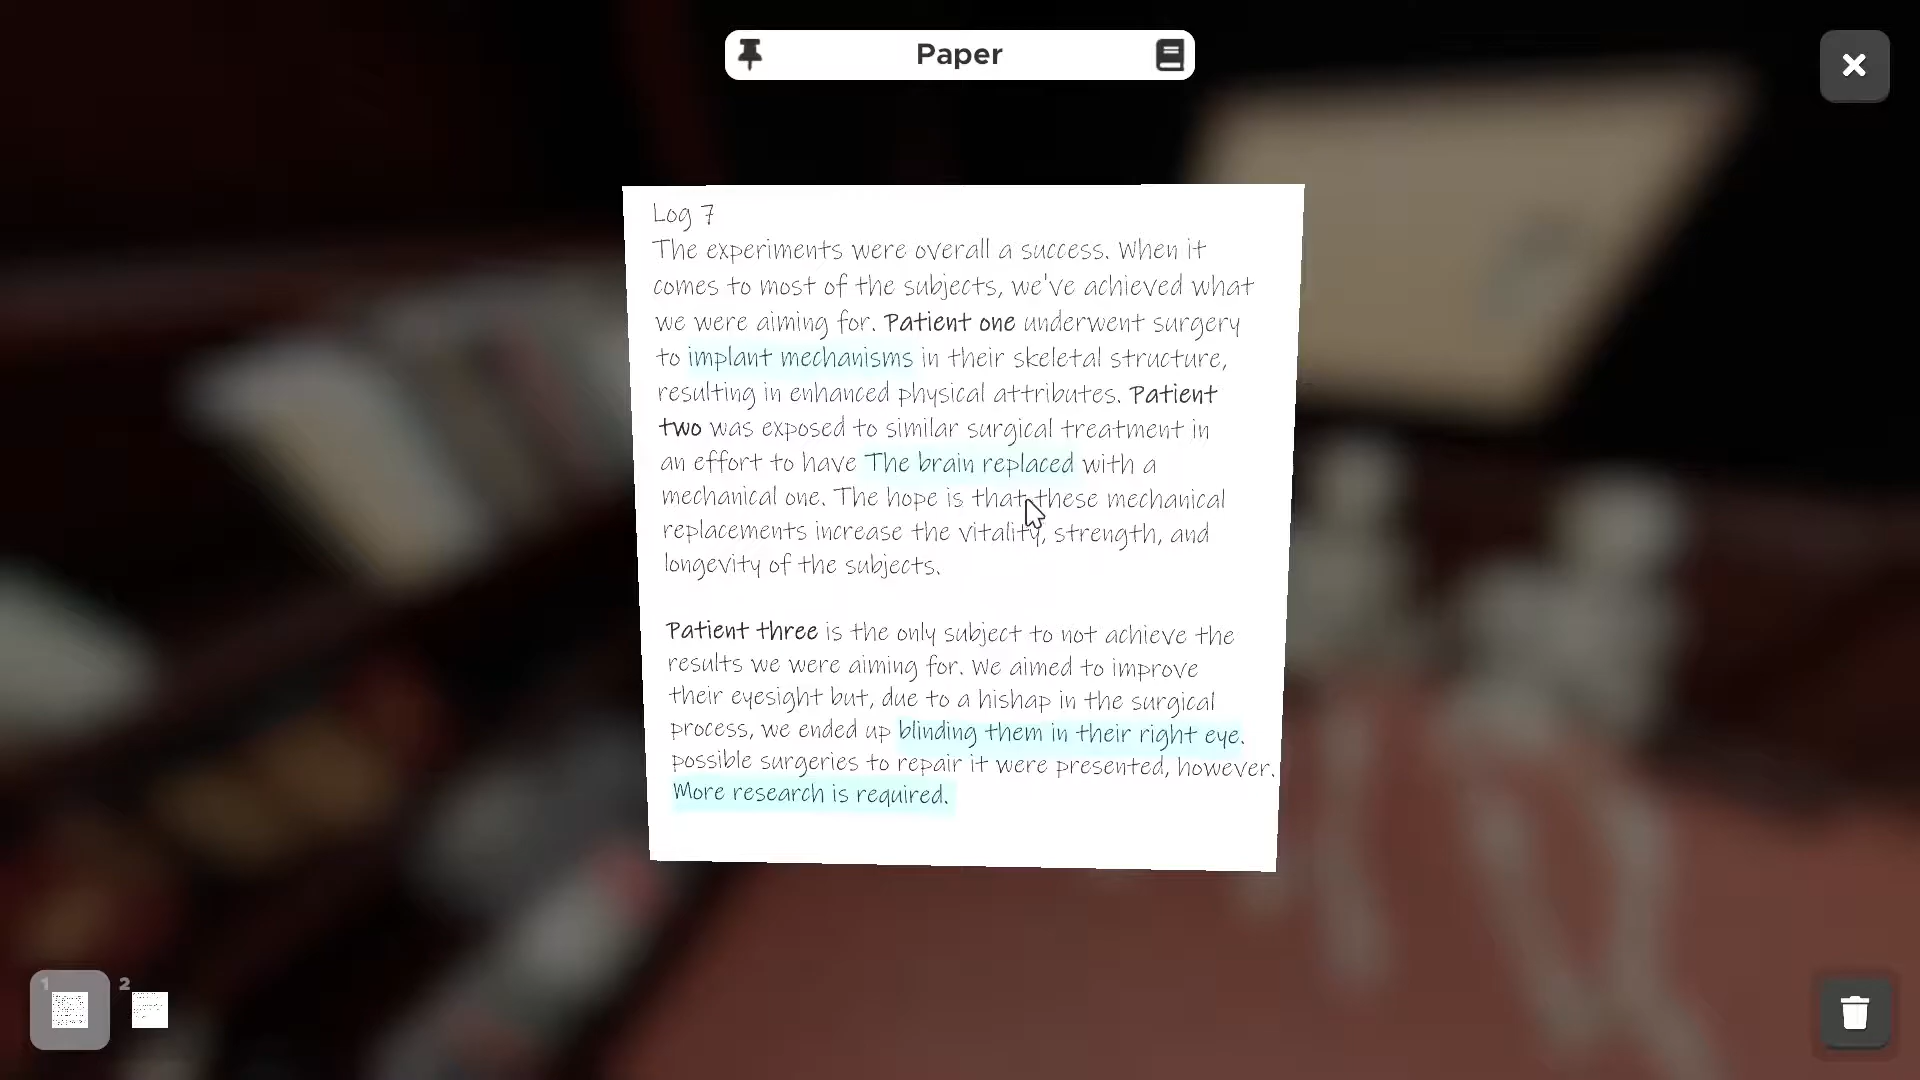 Paper
Log 7
The experiments were overall a success. When it
comes to most of the subjects, we've achieved what
we were aiming for. Patient one underwent surgery
to implant mechanisms in their skeletal structure,
resulting in enhanced physical attributes. Patient
two was exposed to similar surgical treatment in
an effort to have The brain replaced with a
mechanical one. The hope is that these mechanical
replacements increase the vitality, strength, and
longevity of the subjects.
Patient three is the only subject to not achieve the
results we were aiming for. We aimed to improve
their eyesight but, due to a hishap in the surgical
process, we ended up blinding them in their right eye.
possible surgeries to repair it were presented, however.
More research is required.
1
2